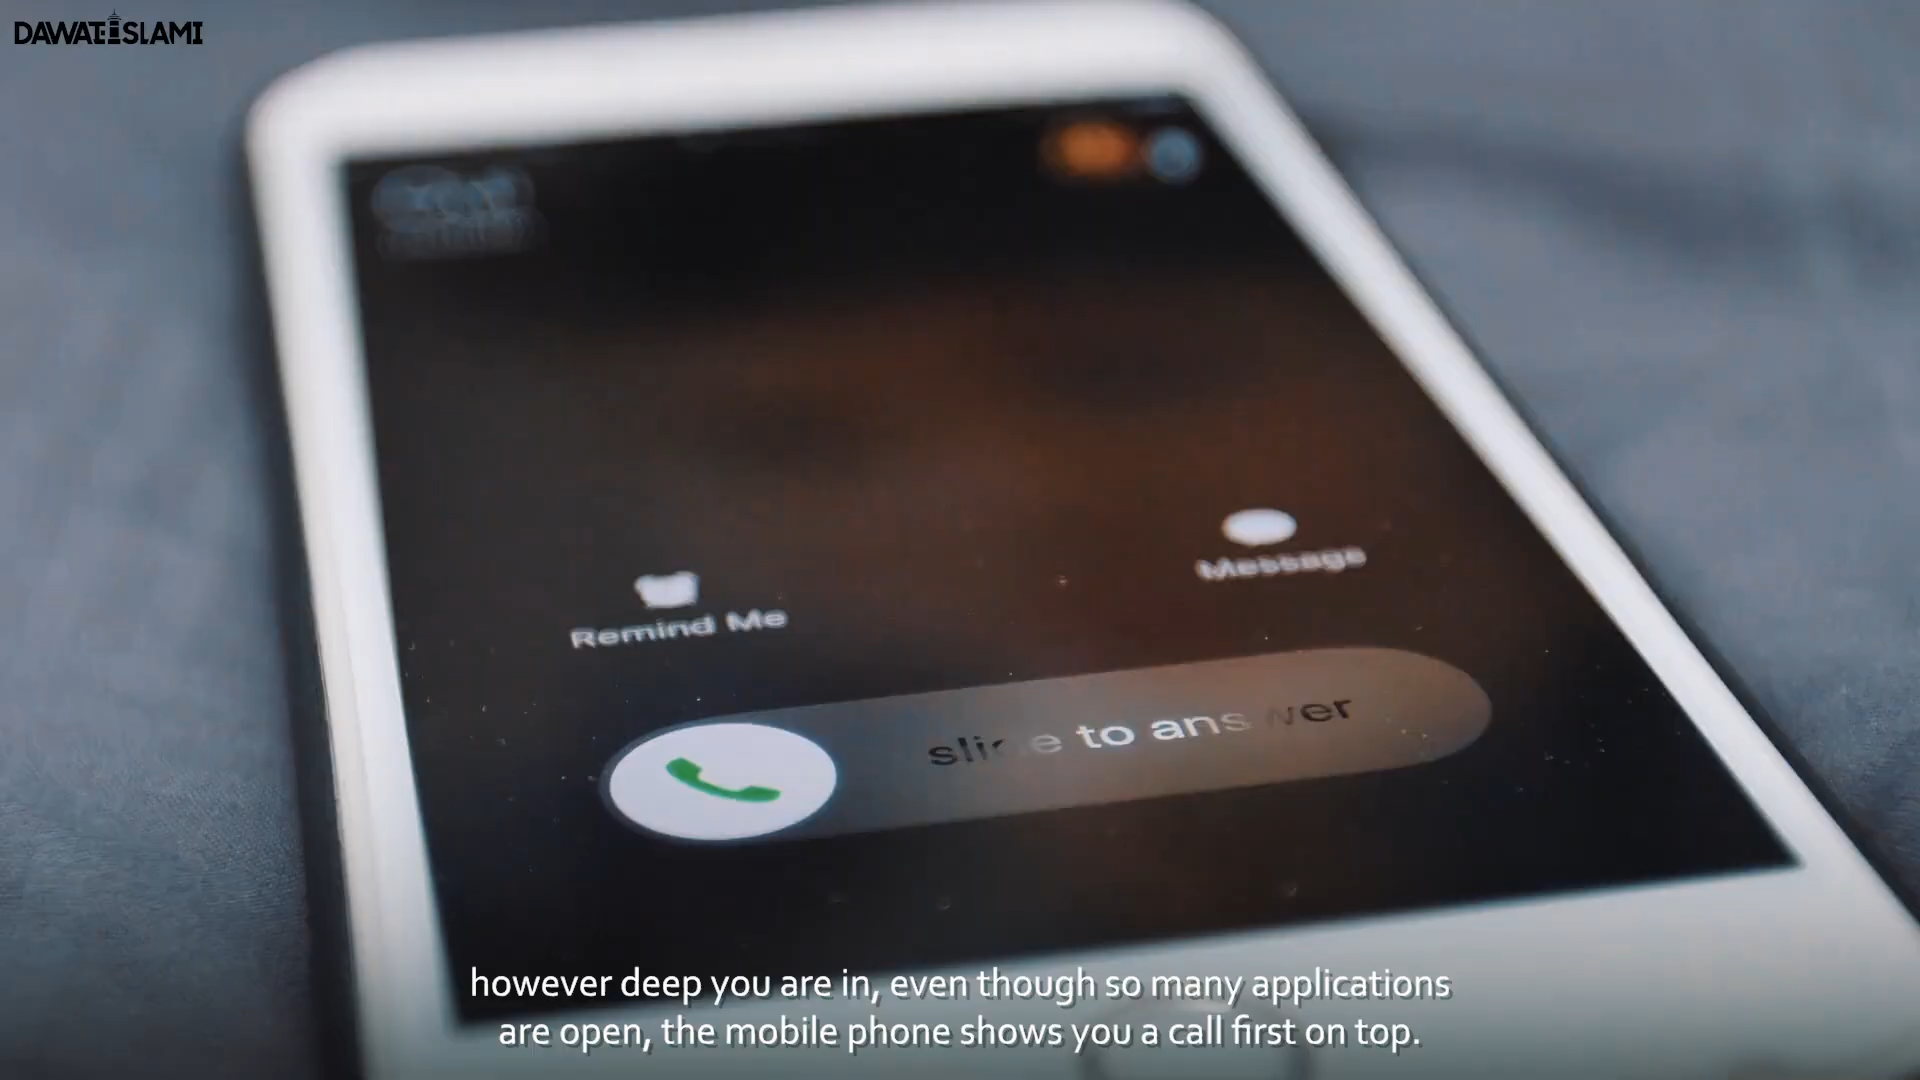 DAWATEISLAMI
Remind Me
Message
slide to answer
however deep you are in, even though so many applications
are open, the mobile phone shows you a call first on top.